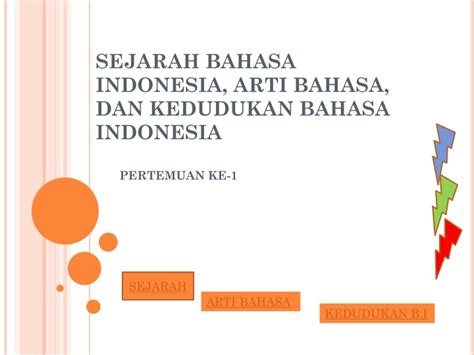 SEJARAH BAHASA
INDONESIA, ARTI BAHASA,
DAN KEDUDUKAN BAHASA
INDONESIA
PERTEMUAN KE-1
SEJARAH
ARTI BAHASA
KEDUDUKAN B.I